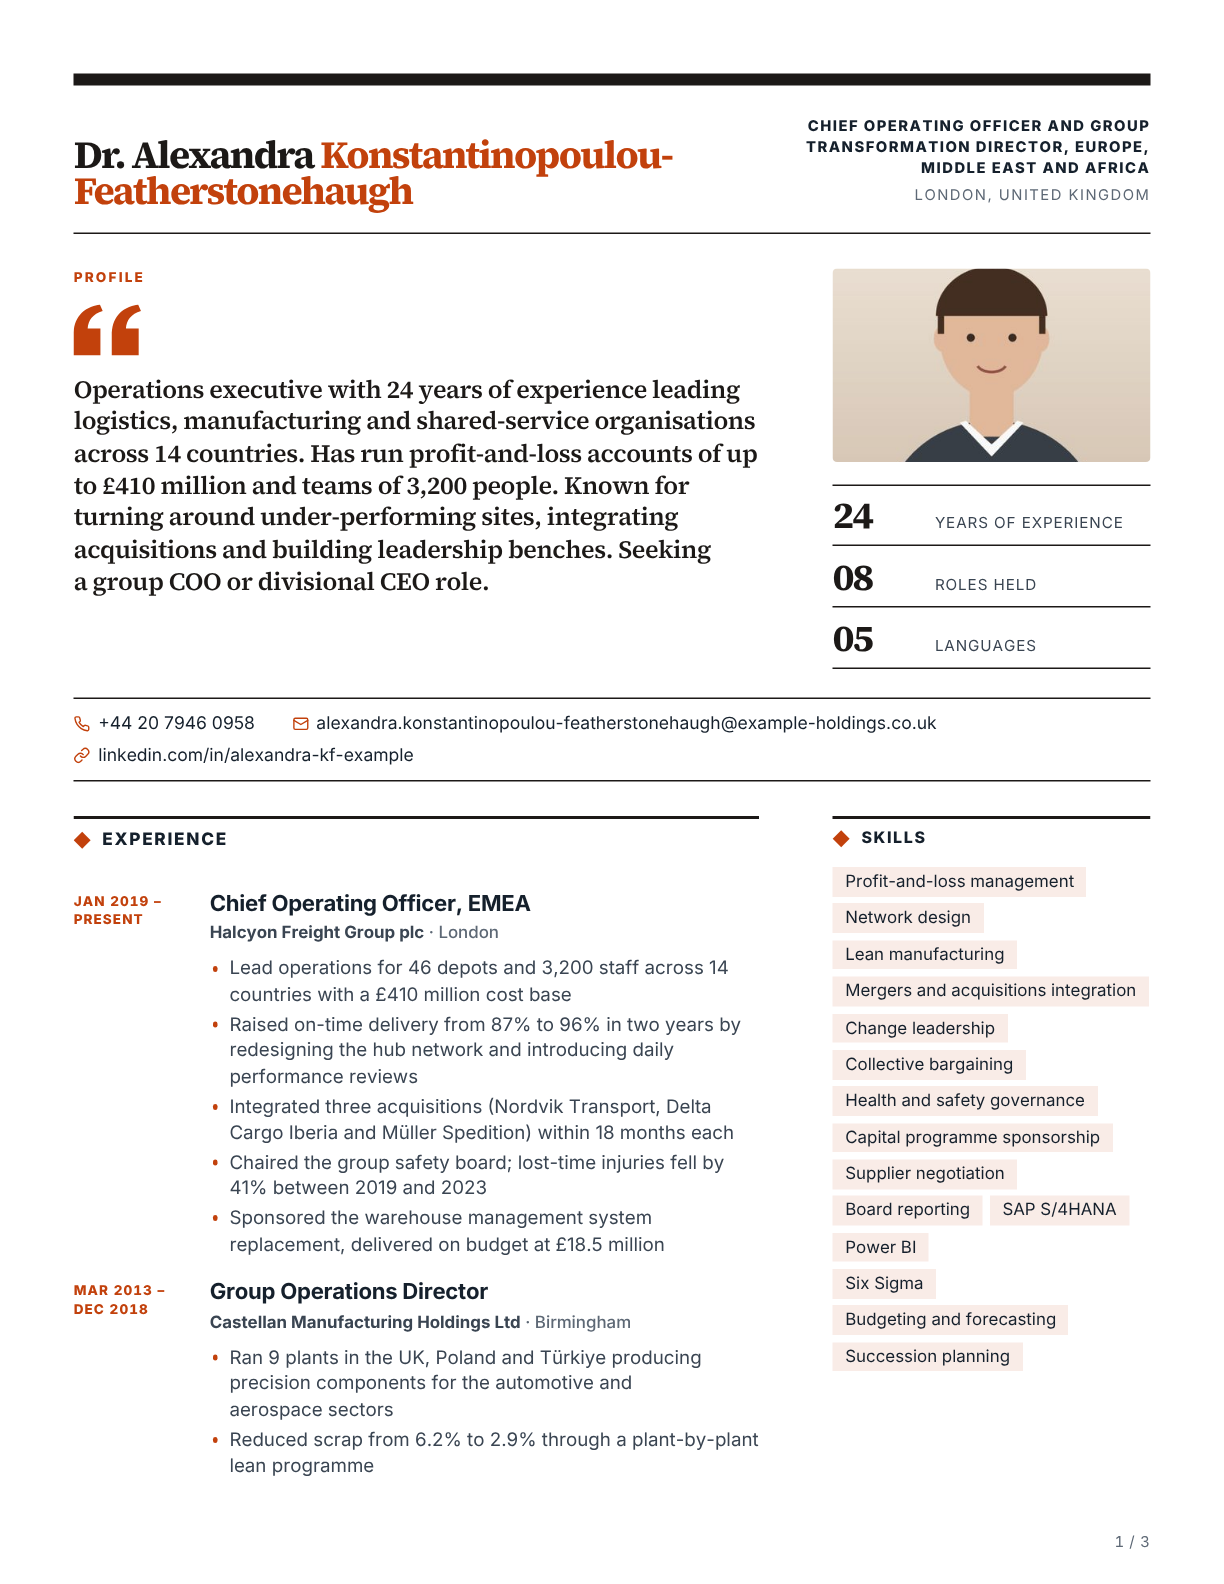 Dr. Alexandra Konstantinopoulou-
Featherstonehaugh
CHIEF OPERATING OFFICER AND GROUP
TRANSFORMATION DIRECTOR, EUROPE,
MIDDLE EAST AND AFRICA
LONDON, UNITED KINGDOM
PROFILE
Operations executive with 24 years of experience leading
logistics, manufacturing and shared-service organisations
across 14 countries. Has run profit-and-loss accounts of up
to £410 million and teams of 3,200 people. Known for
turning around under-performing sites, integrating
acquisitions and building leadership benches. Seeking
a group COO or divisional CEO role.
24 YEARS OF EXPERIENCE
08 ROLES HELD
05 LANGUAGES
+44 20 7946 0958 alexandra.konstantinopoulou-featherstonehaugh@example-holdings.co.uk
linkedin.com/in/alexandra-kf-example
EXPERIENCE
JAN 2019 –
PRESENT
Chief Operating Officer, EMEA
Halcyon Freight Group plc · London
• Lead operations for 46 depots and 3,200 staff across 14
countries with a £410 million cost base
• Raised on-time delivery from 87% to 96% in two years by
redesigning the hub network and introducing daily
performance reviews
• Integrated three acquisitions (Nordvik Transport, Delta
Cargo Iberia and Müller Spedition) within 18 months each
• Chaired the group safety board; lost-time injuries fell by
41% between 2019 and 2023
• Sponsored the warehouse management system
replacement, delivered on budget at £18.5 million
MAR 2013 –
DEC 2018
Group Operations Director
Castellan Manufacturing Holdings Ltd · Birmingham
• Ran 9 plants in the UK, Poland and Türkiye producing
precision components for the automotive and
aerospace sectors
• Reduced scrap from 6.2% to 2.9% through a plant-by-plant
lean programme
SKILLS
Profit-and-loss management
Network design
Lean manufacturing
Mergers and acquisitions integration
Change leadership
Collective bargaining
Health and safety governance
Capital programme sponsorship
Supplier negotiation
Board reporting SAP S/4HANA
Power BI
Six Sigma
Budgeting and forecasting
Succession planning
1 / 3